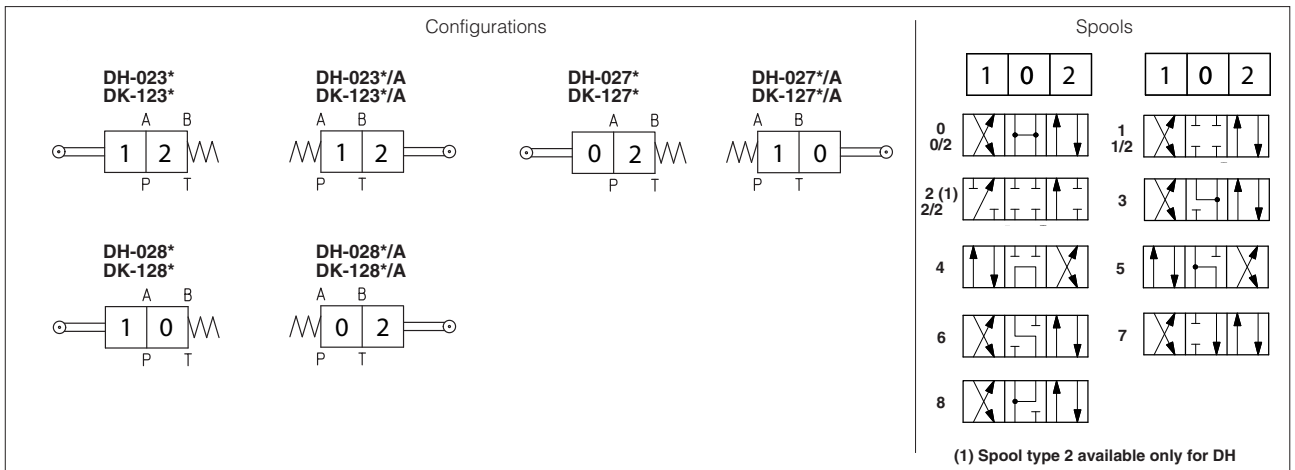 Configurations
DH-023*
DK-123*
A B
1 2
P T
DH-023*/A
DK-123*/A
A B
1 2
P T
DH-027*
DK-127*
A B
0 2
P T
DH-027*/A
DK-127*/A
A B
1 0
P T
DH-028*
DK-128*
A B
1 0
P T
DH-028*/A
DK-128*/A
A B
0 2
P T
Spools
1 0 2
1 0 2
0
0/2
1
1/2
2 (1)
2/2
3
4
5
6
7
8
(1) Spool type 2 available only for DH